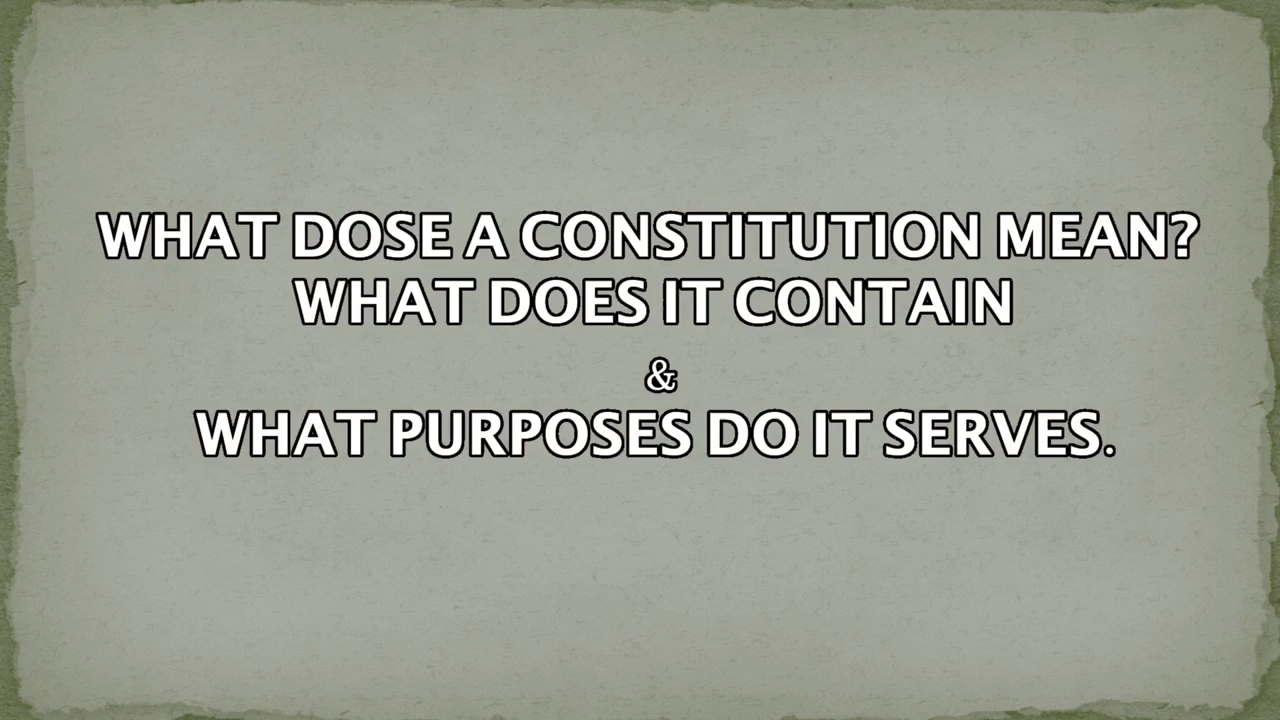 WHAT DOSE A CONSTITUTION MEAN?
WHAT DOES IT CONTAIN
&
WHAT PURPOSES DO IT SERVES.